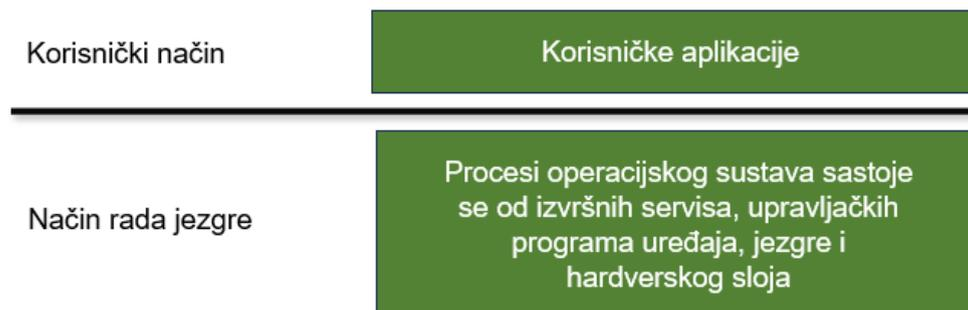 Korisnički način
Korisničke aplikacije
Način rada jezgre
Procesi operacijskog sustava sastoje
se od izvršnih servisa, upravljačkih
programa uređaja, jezgre i
hardverskog sloja